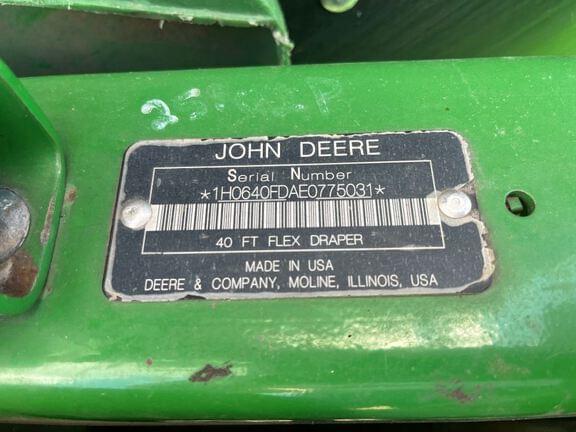 JOHN DEERE
Serial Number
*1H0640FDAE0775031*
40 FT FLEX DRAPER
MADE IN USA
DEERE & COMPANY, MOLINE, ILLINOIS, USA